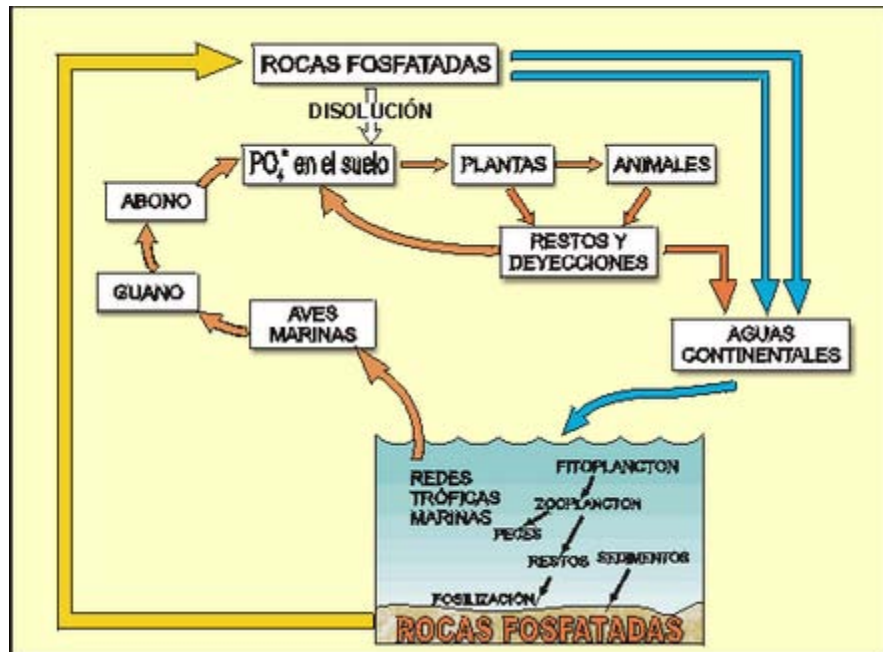 ROCAS FOSFATADAS
DISOLUCIÓN
PO₄⁼ en el suelo
PLANTAS
ANIMALES
ABONO
RESTOS Y
DEYECCIONES
GUANO
AVES
MARINAS
AGUAS
CONTINENTALES
REDES
TRÓFICAS
MARINAS
FITOPLANCTON
ZOOPLANCTON
PECES
RESTOS
SEDIMENTOS
FOSILIZACIÓN
ROCAS FOSFATADAS